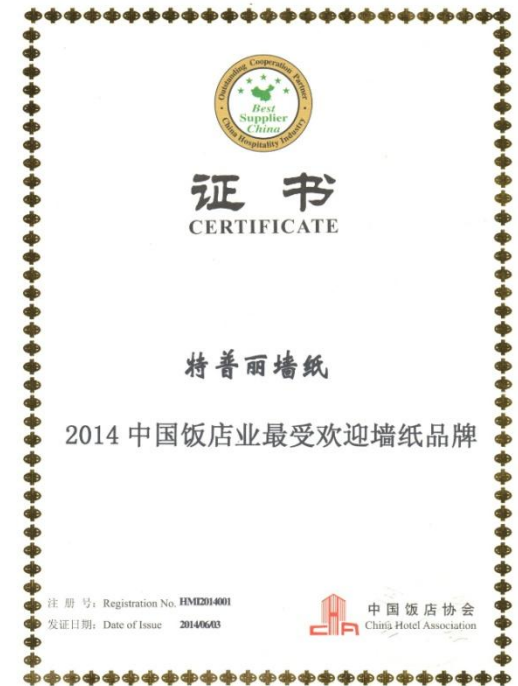 Outstanding Cooperation Partner
Best
Supplier
China
China Hospitality Industry
证 书
CERTIFICATE
特普丽墙纸
2014 中国饭店业最受欢迎墙纸品牌
注 册 号：Registration No. HMI2014001
发证日期：Date of Issue 2014/06/03
CHA
中国饭店协会
China Hotel Association